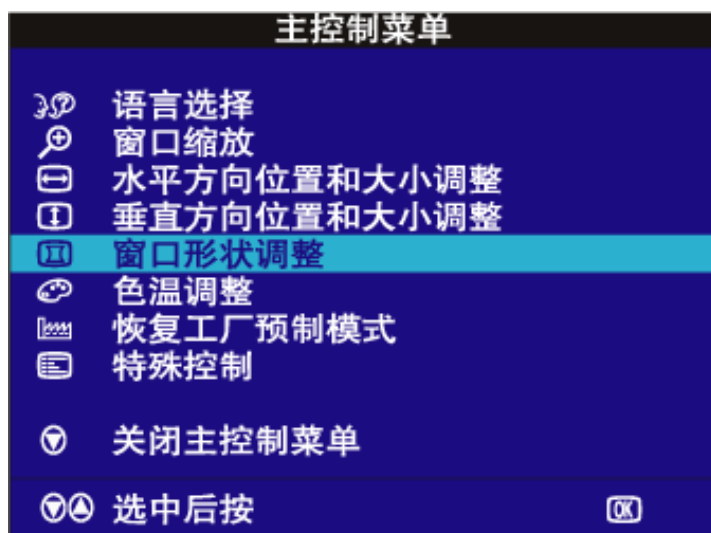 主控制菜单
语言选择
窗口缩放
水平方向位置和大小调整
垂直方向位置和大小调整
窗口形状调整
色温调整
恢复工厂预制模式
特殊控制
关闭主控制菜单
选中后按 OK